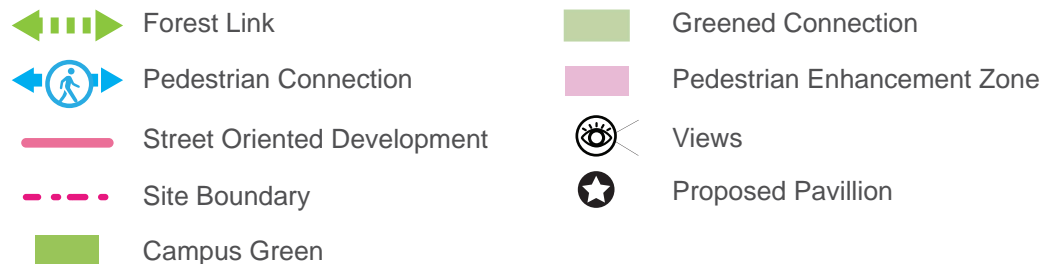 Forest Link
Pedestrian Connection
Street Oriented Development
Site Boundary
Campus Green
Greened Connection
Pedestrian Enhancement Zone
Views
Proposed Pavillion